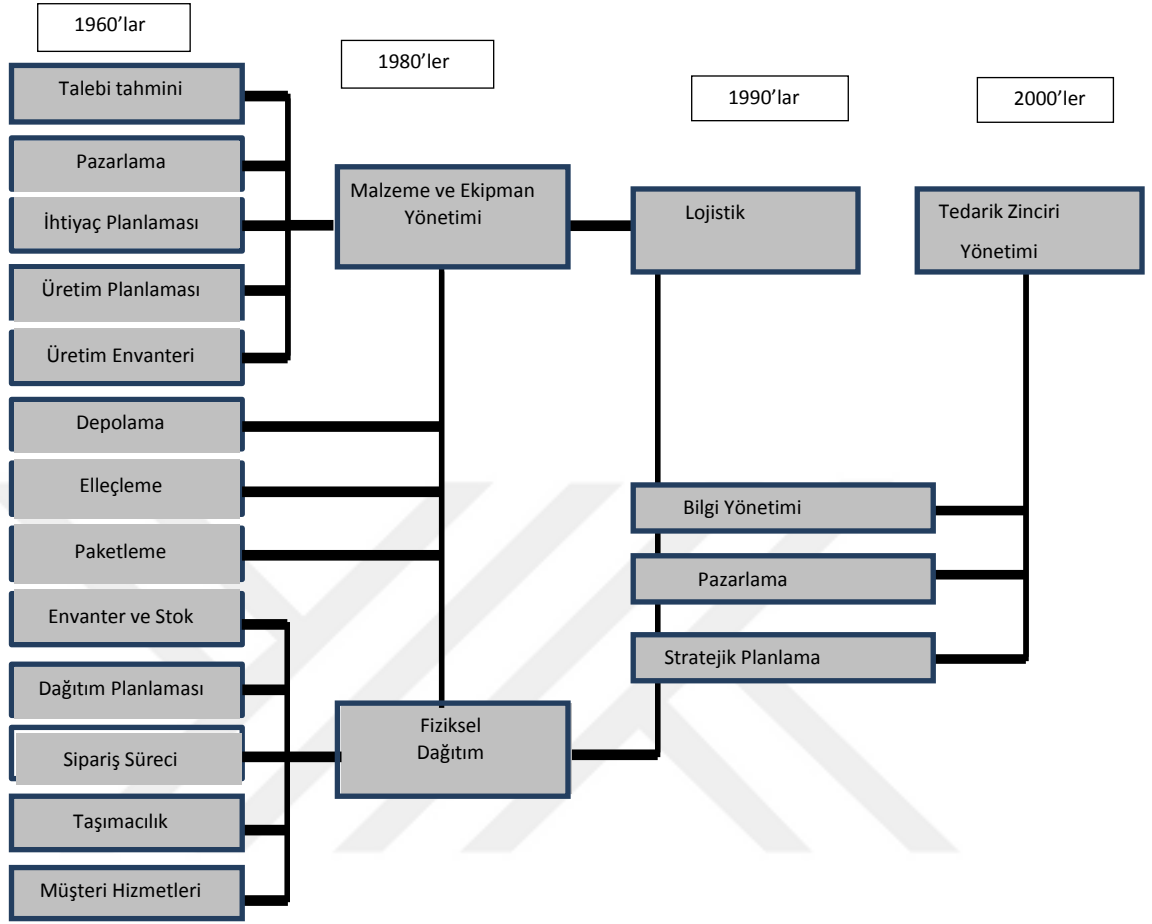 1960’lar
1980’ler
1990’lar
2000’ler
Talebi tahmini
Pazarlama
İhtiyaç Planlaması
Üretim Planlaması
Üretim Envanteri
Depolama
Elleçleme
Paketleme
Envanter ve Stok
Dağıtım Planlaması
Sipariş Süreci
Taşımacılık
Müşteri Hizmetleri
Malzeme ve Ekipman
Yönetimi
Fiziksel
Dağıtım
Lojistik
Bilgi Yönetimi
Pazarlama
Stratejik Planlama
Tedarik Zinciri
Yönetimi